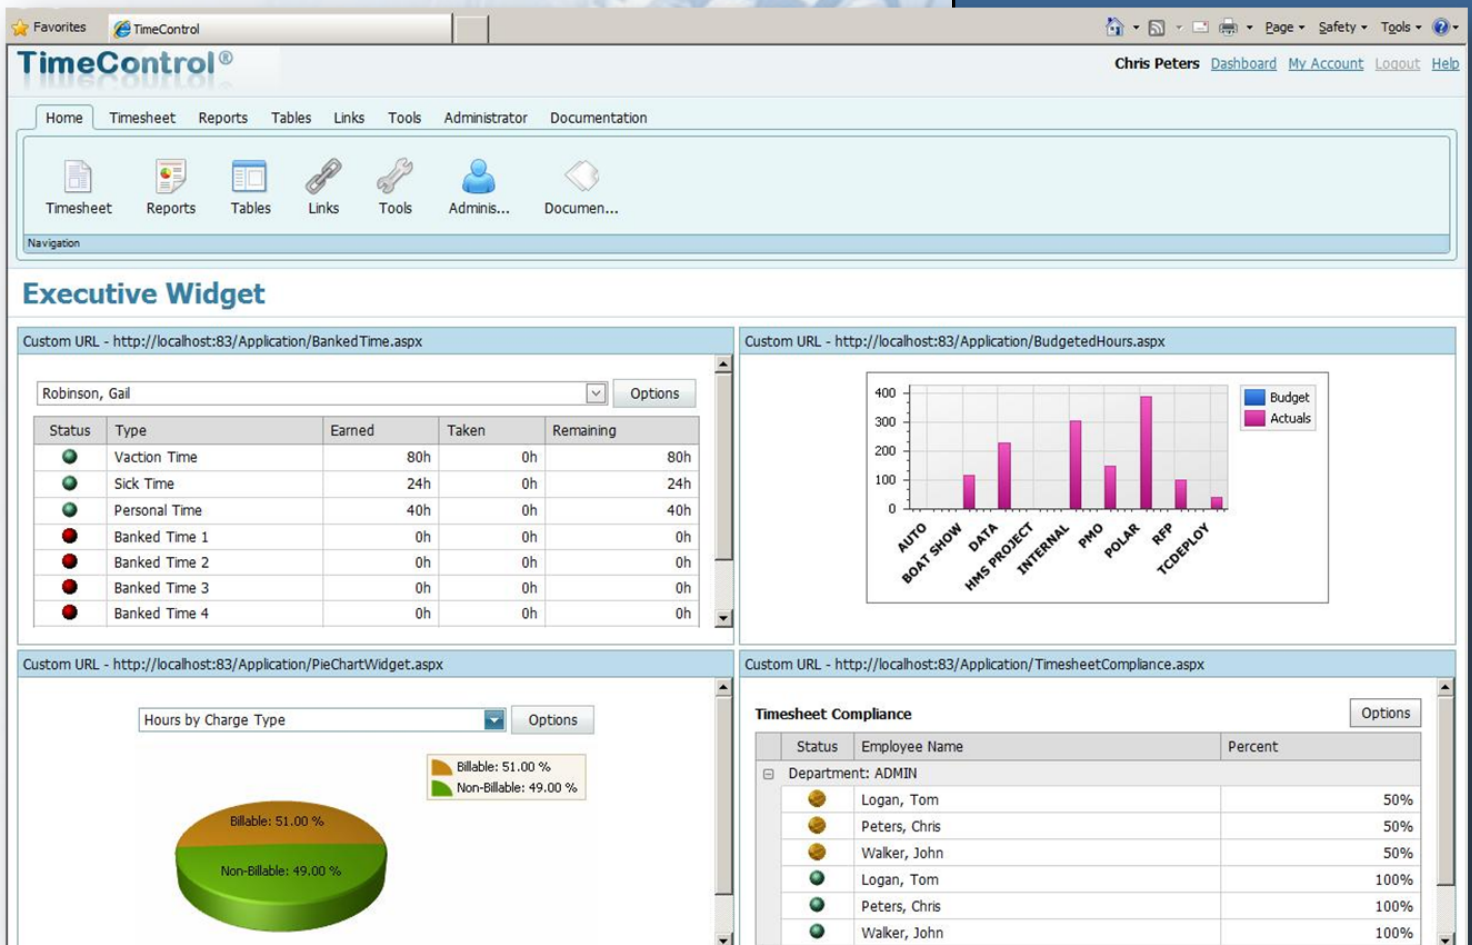 Favorites TimeControl Page Safety Tools
TimeControl®
Chris Peters Dashboard My Account Logout Help
Home Timesheet Reports Tables Links Tools Administrator Documentation
Timesheet Reports Tables Links Tools Adminis... Documen...
Navigation
Executive Widget
Custom URL - http://localhost:83/Application/BankedTime.aspx
Robinson, Gail Options
Status Type Earned Taken Remaining
Vaction Time 80h 0h 80h
Sick Time 24h 0h 24h
Personal Time 40h 0h 40h
Banked Time 1 0h 0h 0h
Banked Time 2 0h 0h 0h
Banked Time 3 0h 0h 0h
Banked Time 4 0h 0h 0h
Custom URL - http://localhost:83/Application/BudgetedHours.aspx
400
300
200
100
0
AUTO
BOAT SHOW
DATA
HMS PROJECT
INTERNAL
PMO
POLAR
RFP
TCDEPLOY
Budget
Actuals
Custom URL - http://localhost:83/Application/PieChartWidget.aspx
Hours by Charge Type Options
Billable: 51.00 %
Non-Billable: 49.00 %
Billable: 51.00 %
Non-Billable: 49.00 %
Custom URL - http://localhost:83/Application/TimesheetCompliance.aspx
Timesheet Compliance Options
Status Employee Name Percent
Department: ADMIN
Logan, Tom 50%
Peters, Chris 50%
Walker, John 50%
Logan, Tom 100%
Peters, Chris 100%
Walker, John 100%